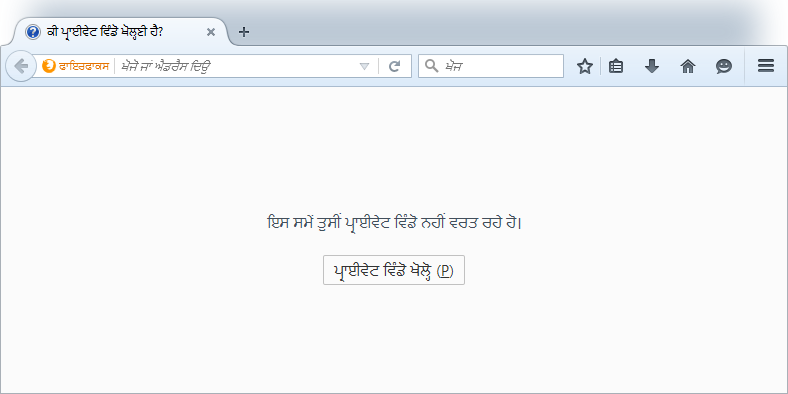 ਕੀ ਪ੍ਰਾਈਵੇਟ ਵਿੰਡੋ ਖੋਲ੍ਹਣੀ ਹੈ?
ਫਾਇਰਫਾਕਸ ਖੋਜੋ ਜਾਂ ਐਡਰੈਸ ਦਿਉ ਖੋਜ
ਇਸ ਸਮੇਂ ਤੁਸੀਂ ਪ੍ਰਾਈਵੇਟ ਵਿੰਡੋ ਨਹੀਂ ਵਰਤ ਰਹੇ ਹੋ।
ਪ੍ਰਾਈਵੇਟ ਵਿੰਡੋ ਖੋਲ੍ਹੋ (P)